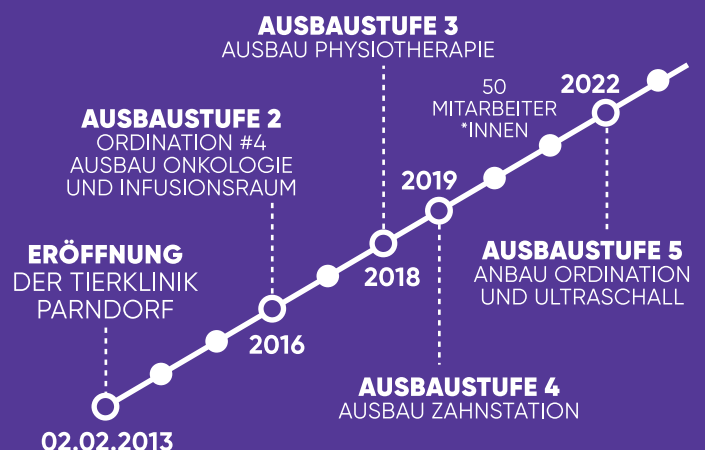 AUSBAUSTUFE 3
AUSBAU PHYSIOTHERAPIE
50
MITARBEITER
*INNEN
2022
AUSBAUSTUFE 2
ORDINATION #4
AUSBAU ONKOLOGIE
UND INFUSIONSRAUM
2019
ERÖFFNUNG
DER TIERKLINIK
PARNDORF
2018
AUSBAUSTUFE 5
ANBAU ORDINATION
UND ULTRASCHALL
2016
AUSBAUSTUFE 4
AUSBAU ZAHNSTATION
02.02.2013